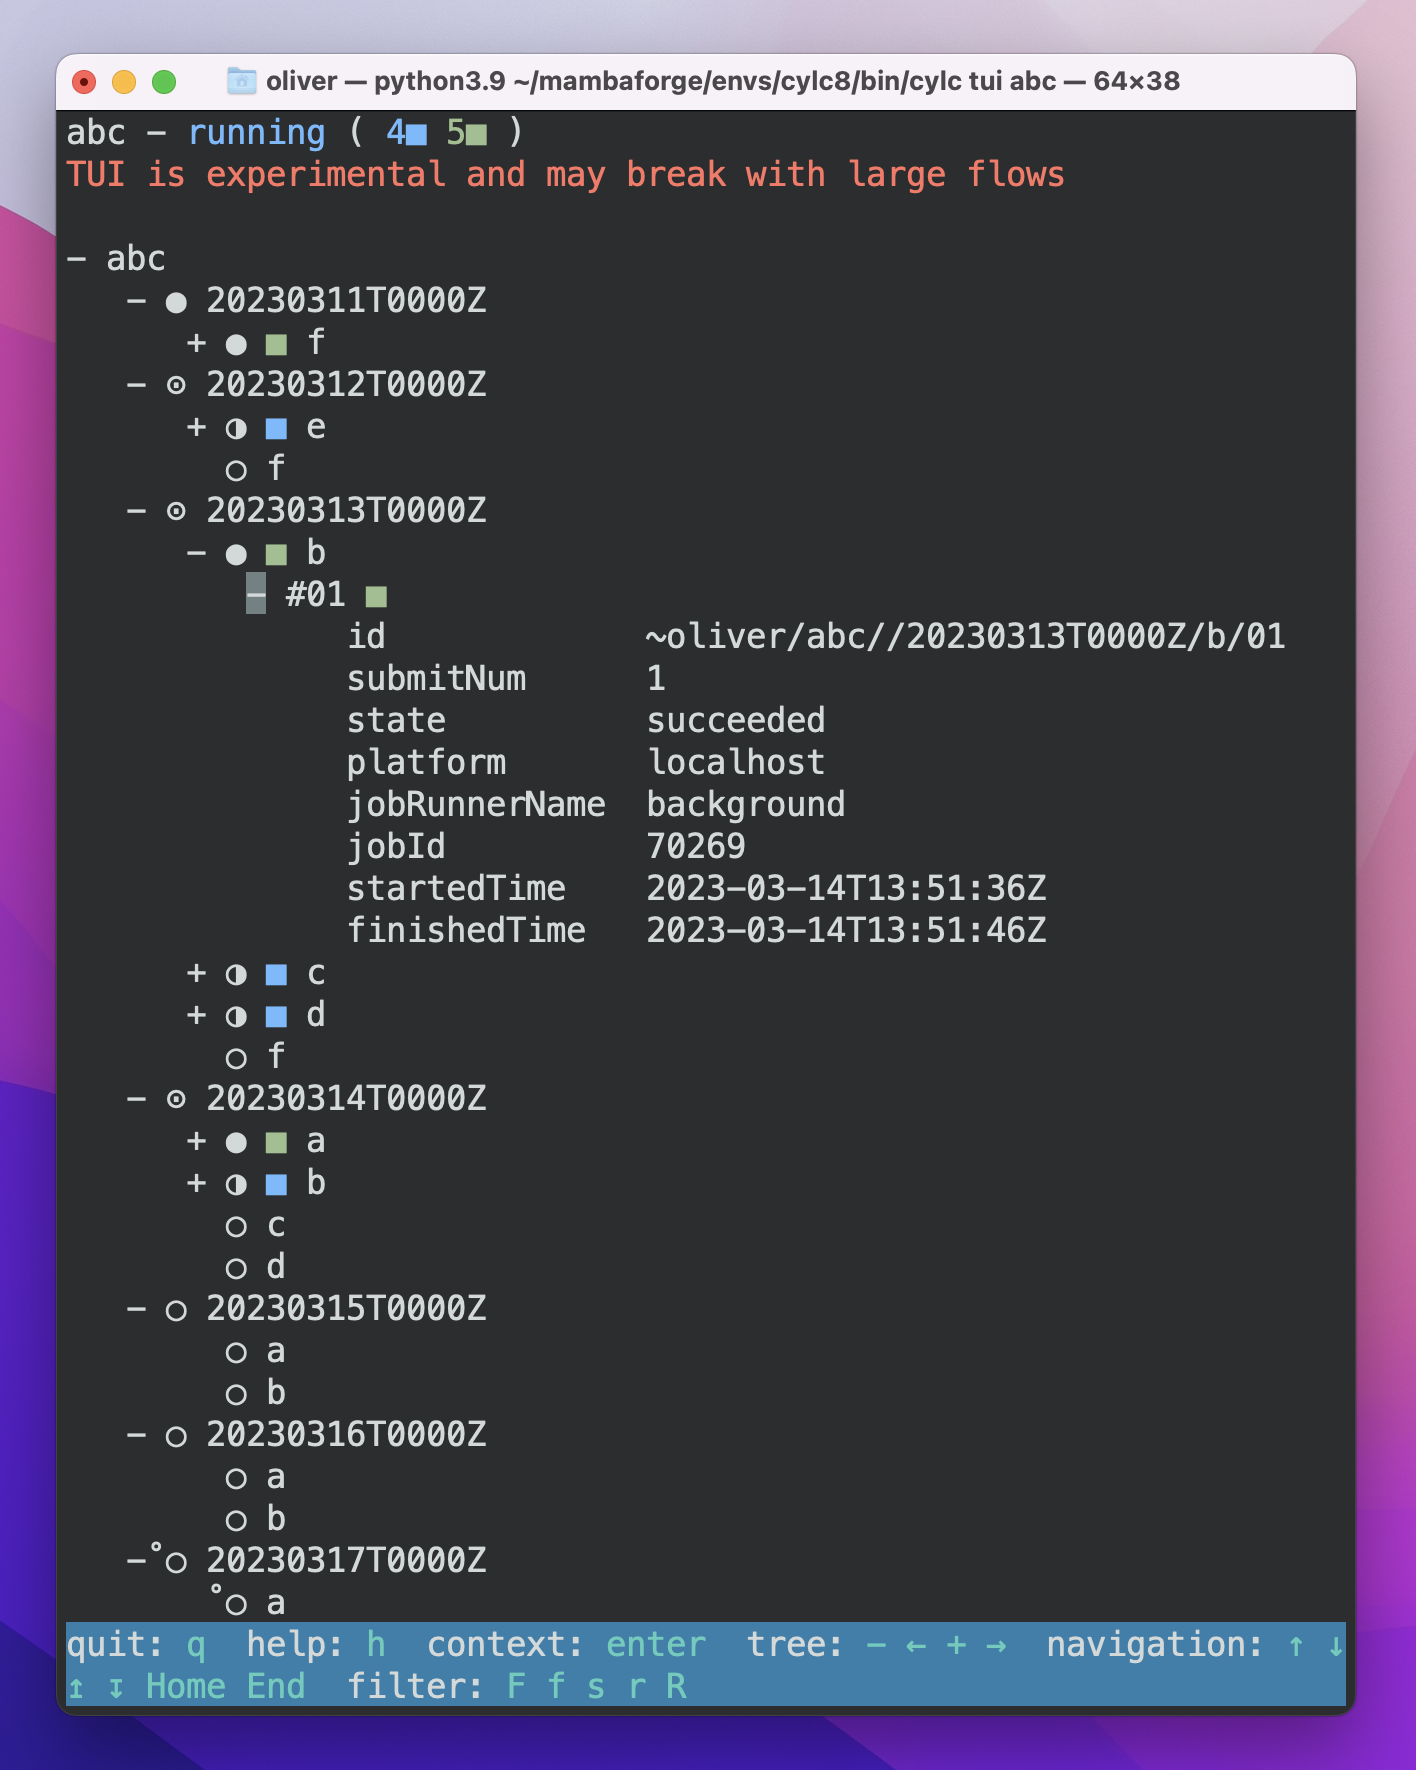 oliver — python3.9 ~/mambaforge/envs/cylc8/bin/cylc tui abc — 64×38
abc - running ( 4■ 5■ )
TUI is experimental and may break with large flows
- abc
- ● 20230311T0000Z
+ ● ■ f
- ⊙ 20230312T0000Z
+ ◑ ■ e
○ f
- ⊙ 20230313T0000Z
- ● ■ b
- #01 ■
id ~oliver/abc//20230313T0000Z/b/01
submitNum 1
state succeeded
platform localhost
jobRunnerName background
jobId 70269
startedTime 2023-03-14T13:51:36Z
finishedTime 2023-03-14T13:51:46Z
+ ◑ ■ c
+ ◑ ■ d
○ f
- ⊙ 20230314T0000Z
+ ● ■ a
+ ◑ ■ b
○ c
○ d
- ○ 20230315T0000Z
○ a
○ b
- ○ 20230316T0000Z
○ a
○ b
-˚○ 20230317T0000Z
˚○ a
quit: q help: h context: enter tree: - ← + → navigation: ↑ ↓
↥ ↧ Home End filter: F f s r R